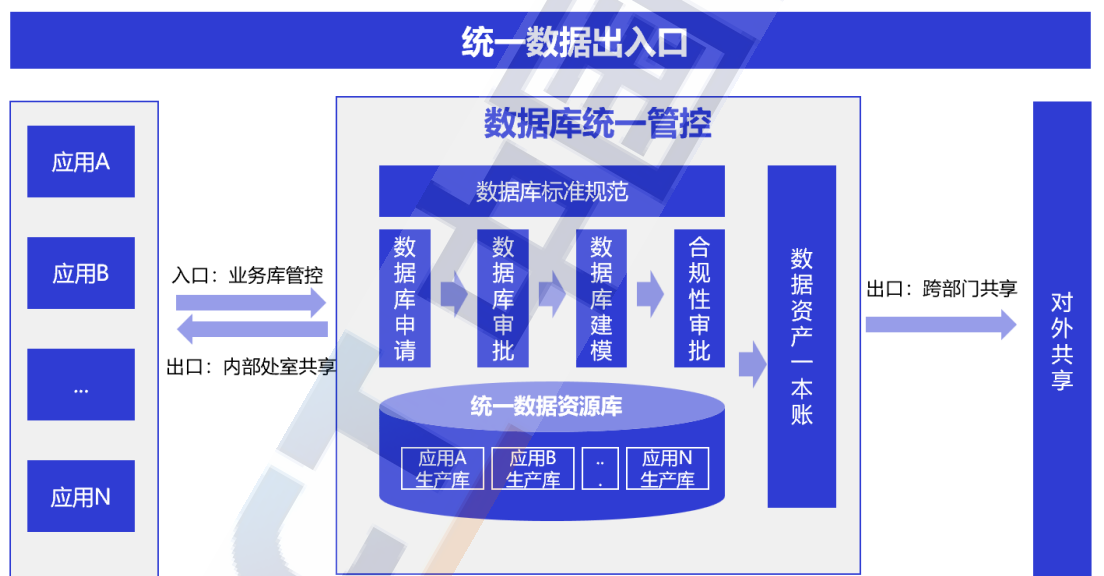 统一数据出入口
数据库统一管控
应用A
应用B
...
应用N
入口：业务库管控
出口：内部处室共享
数据库标准规范
数据库申请
数据库审批
数据库建模
合规性审批
统一数据资源库
应用A
生产库
应用B
生产库
..
.
应用N
生产库
数据资产一本账
出口：跨部门共享
对外共享